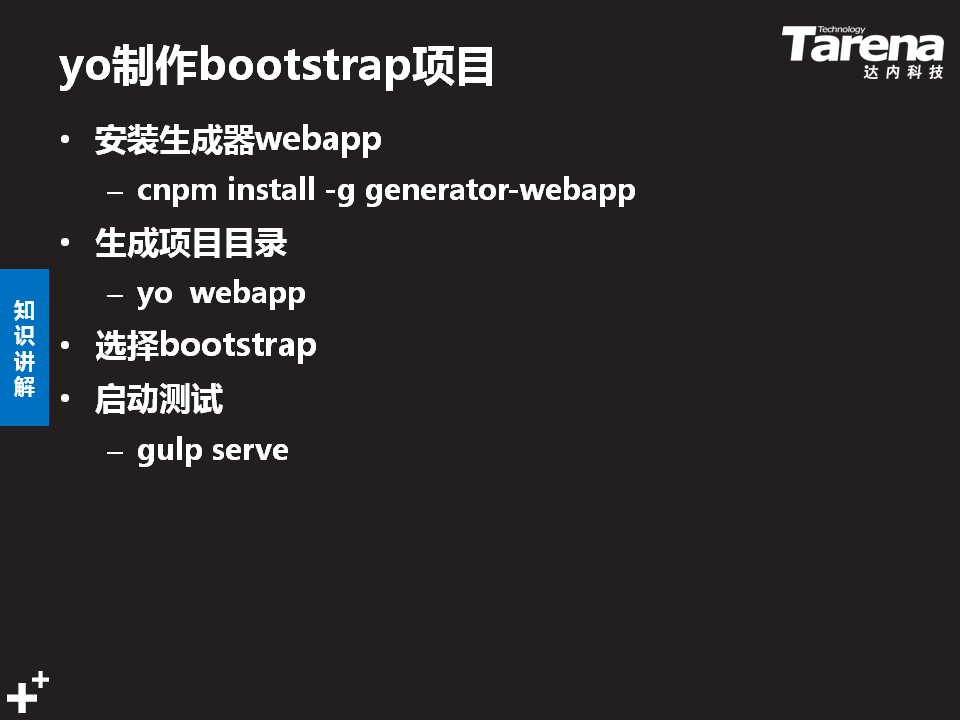 yo制作bootstrap项目
Technology
Tarena
达内科技
• 安装生成器webapp
– cnpm install -g generator-webapp
• 生成项目目录
– yo  webapp
• 选择bootstrap
• 启动测试
– gulp serve
知识讲解